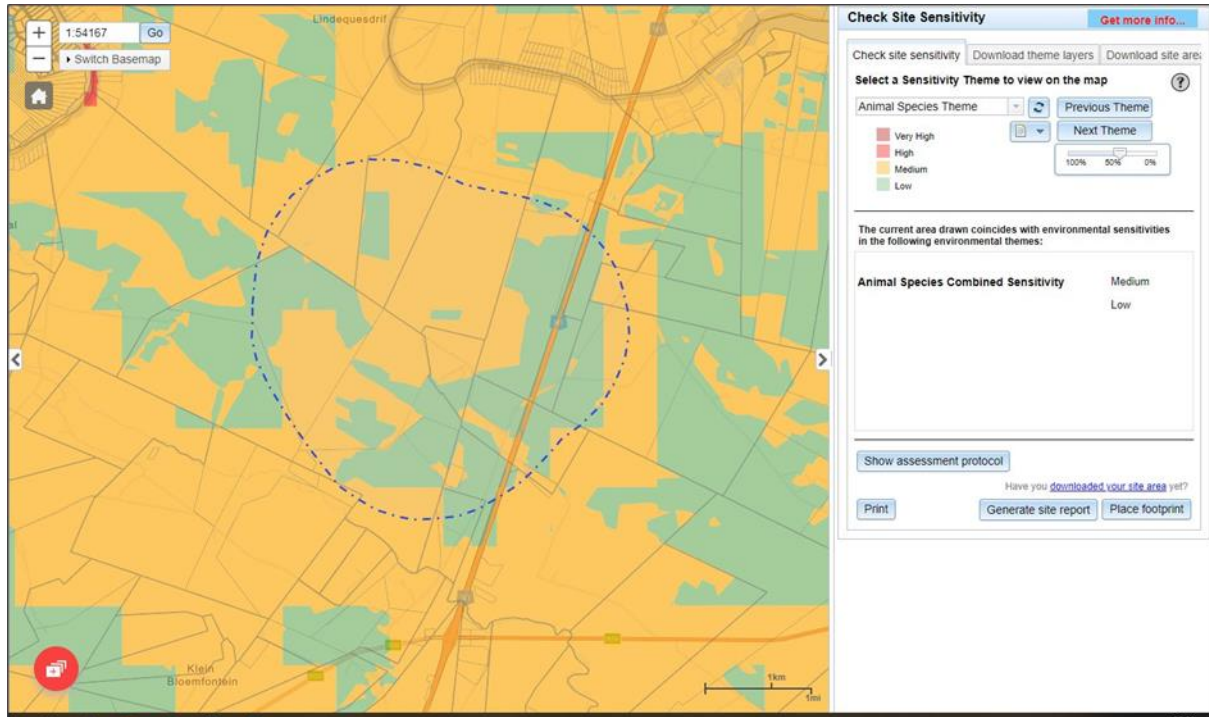 Lindequesdrif
+
1:54167
Go
−
Switch Basemap
al
Klein
Bloemfontein
1km
1mi
Check Site Sensitivity
Get more info...
Check site sensitivity
Download theme layers
Download site area
Select a Sensitivity Theme to view on the map
?
Animal Species Theme
Previous Theme
Next Theme
Very High
High
Medium
Low
100%
50%
0%
The current area drawn coincides with environmental sensitivities
in the following environmental themes:
Animal Species Combined Sensitivity
Medium
Low
Show assessment protocol
Have you downloaded your site area yet?
Print
Generate site report
Place footprint